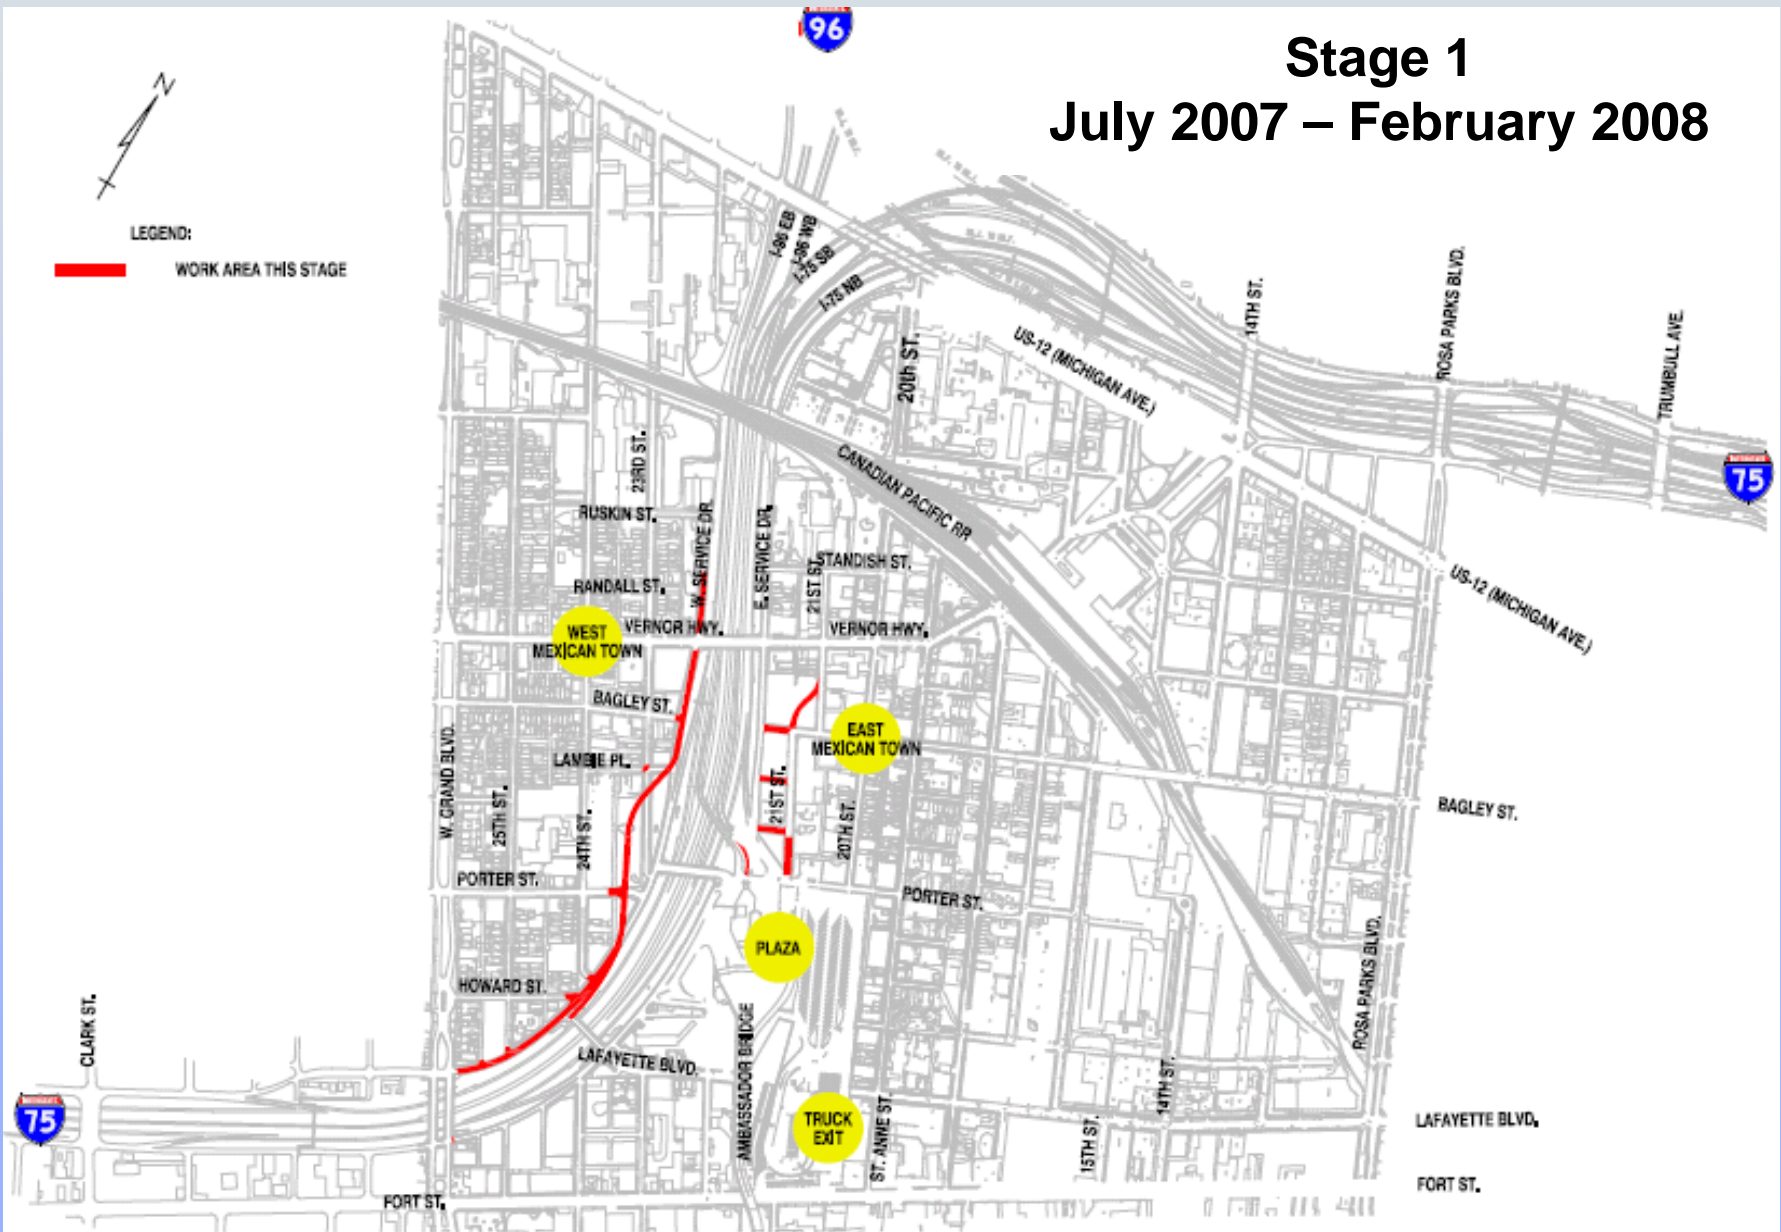 96
Stage 1
July 2007 – February 2008
N
LEGEND:
WORK AREA THIS STAGE
I-96 EB
I-96 WB
I-75 SB
I-75 NB
20th ST.
US-12 (MICHIGAN AVE.)
14TH ST.
ROSA PARKS BLVD.
TRUMBULL AVE.
75
CANADIAN PACIFIC RR
23RD ST.
RUSKIN ST.
W. SERVICE DR.
E. SERVICE DR.
21ST ST.
STANDISH ST.
RANDALL ST.
US-12 (MICHIGAN AVE.)
WEST
MEXICAN TOWN
VERNOR HWY.
VERNOR HWY.
BAGLEY ST.
EAST
MEXICAN TOWN
LAMBIE PL.
W. GRAND BLVD.
25TH ST.
24TH ST.
21ST ST.
20TH ST.
BAGLEY ST.
PORTER ST.
PORTER ST.
PLAZA
ROSA PARKS BLVD.
HOWARD ST.
CLARK ST.
LAFAYETTE BLVD.
AMBASSADOR BRIDGE
75
TRUCK
EXIT
ST. ANNE ST.
15TH ST.
14TH ST.
LAFAYETTE BLVD.
FORT ST.
FORT ST.